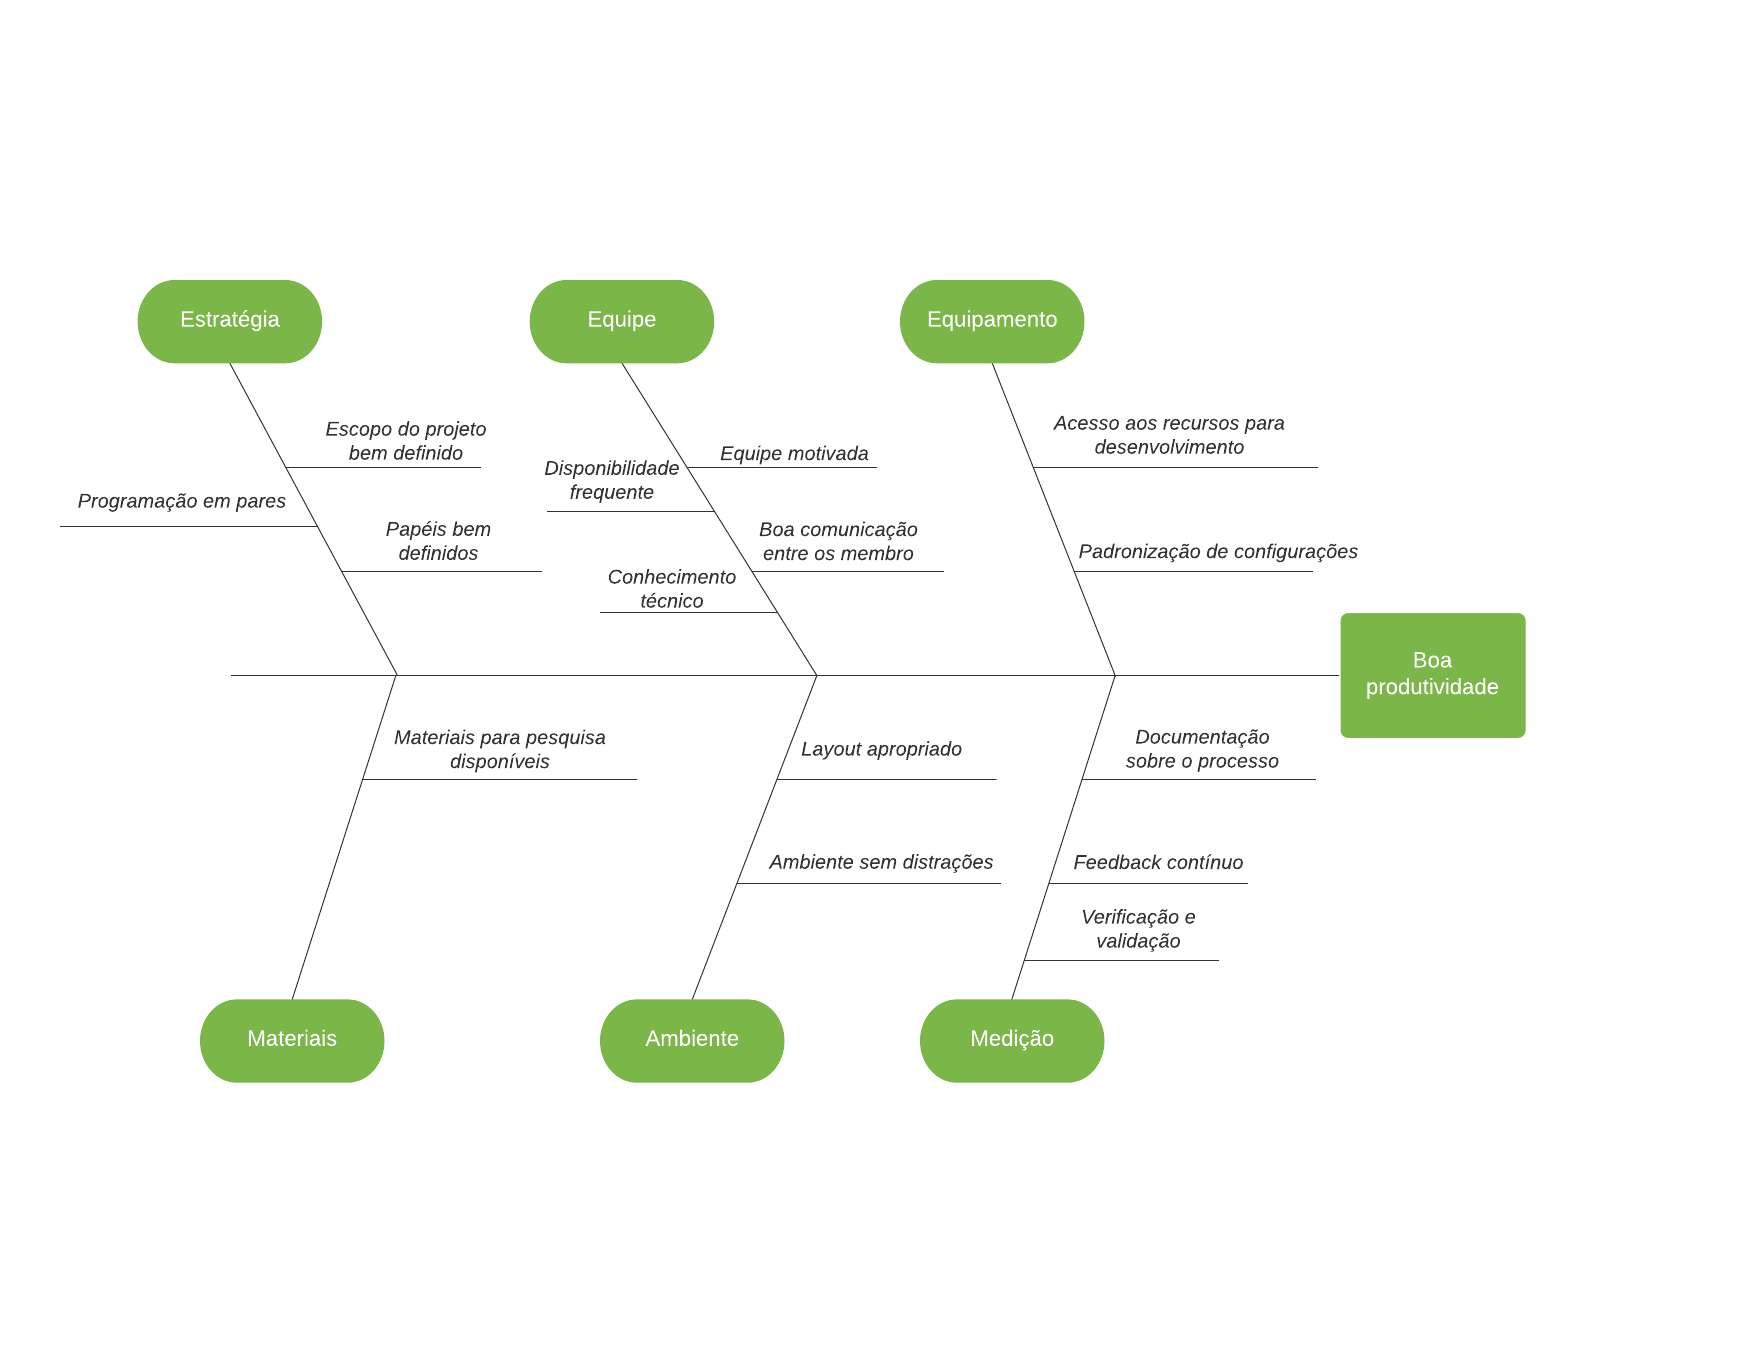 Estratégia
Equipe
Equipamento
Escopo do projeto
bem definido
Programação em pares
Papéis bem
definidos
Equipe motivada
Disponibilidade
frequente
Boa comunicação
entre os membro
Conhecimento
técnico
Acesso aos recursos para
desenvolvimento
Padronização de configurações
Boa
produtividade
Materiais para pesquisa
disponíveis
Layout apropriado
Ambiente sem distrações
Documentação
sobre o processo
Feedback contínuo
Verificação e
validação
Materiais
Ambiente
Medição